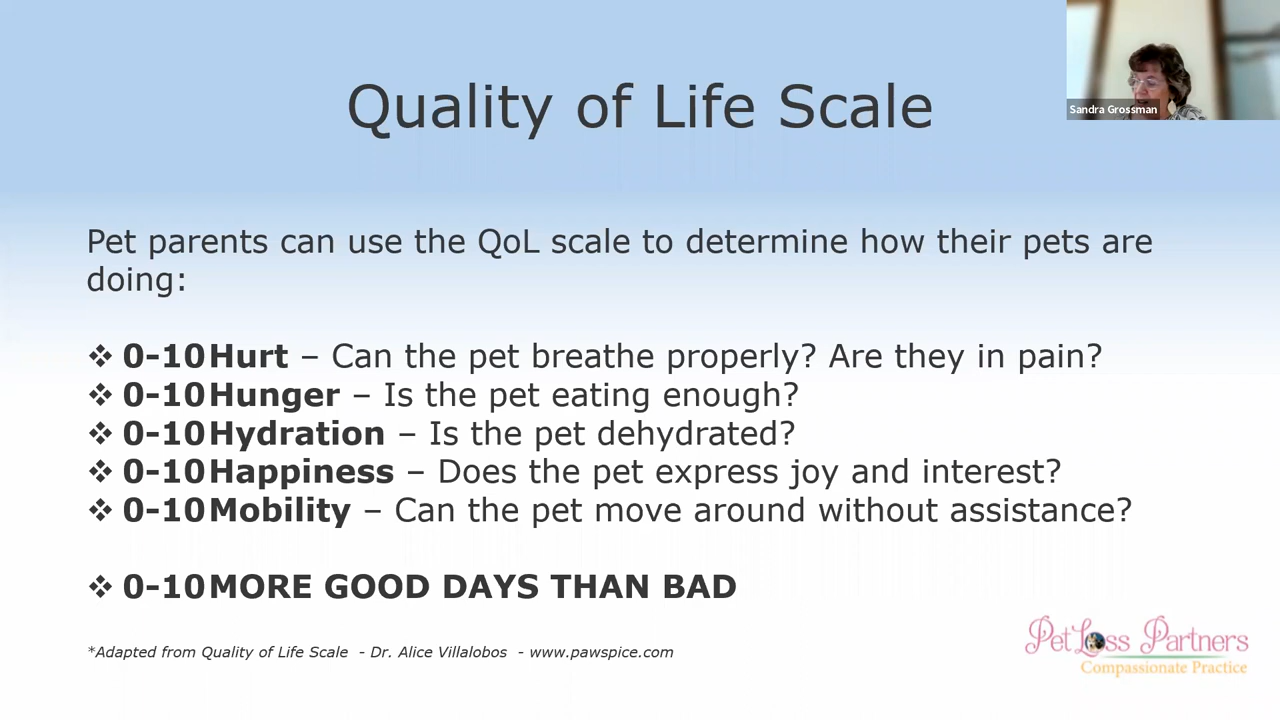 Quality of Life Scale
Sandra Grossman
Pet parents can use the QoL scale to determine how their pets are
doing:
❖ 0-10 Hurt – Can the pet breathe properly? Are they in pain?
❖ 0-10 Hunger – Is the pet eating enough?
❖ 0-10 Hydration – Is the pet dehydrated?
❖ 0-10 Happiness – Does the pet express joy and interest?
❖ 0-10 Mobility – Can the pet move around without assistance?
❖ 0-10 MORE GOOD DAYS THAN BAD
*Adapted from Quality of Life Scale - Dr. Alice Villalobos - www.pawspice.com
Pet Loss Partners
Compassionate Practice